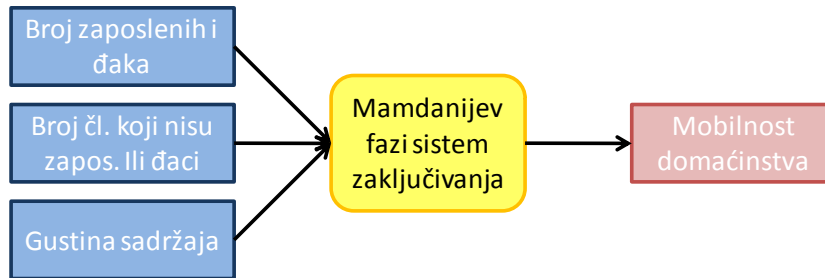 Broj zaposlenih i
đaka
Broj čl. koji nisu
zapos. Ili đaci
Gustina sadržaja
Mamdanijev
fazi sistem
zaključivanja
Mobilnost
domaćinstva